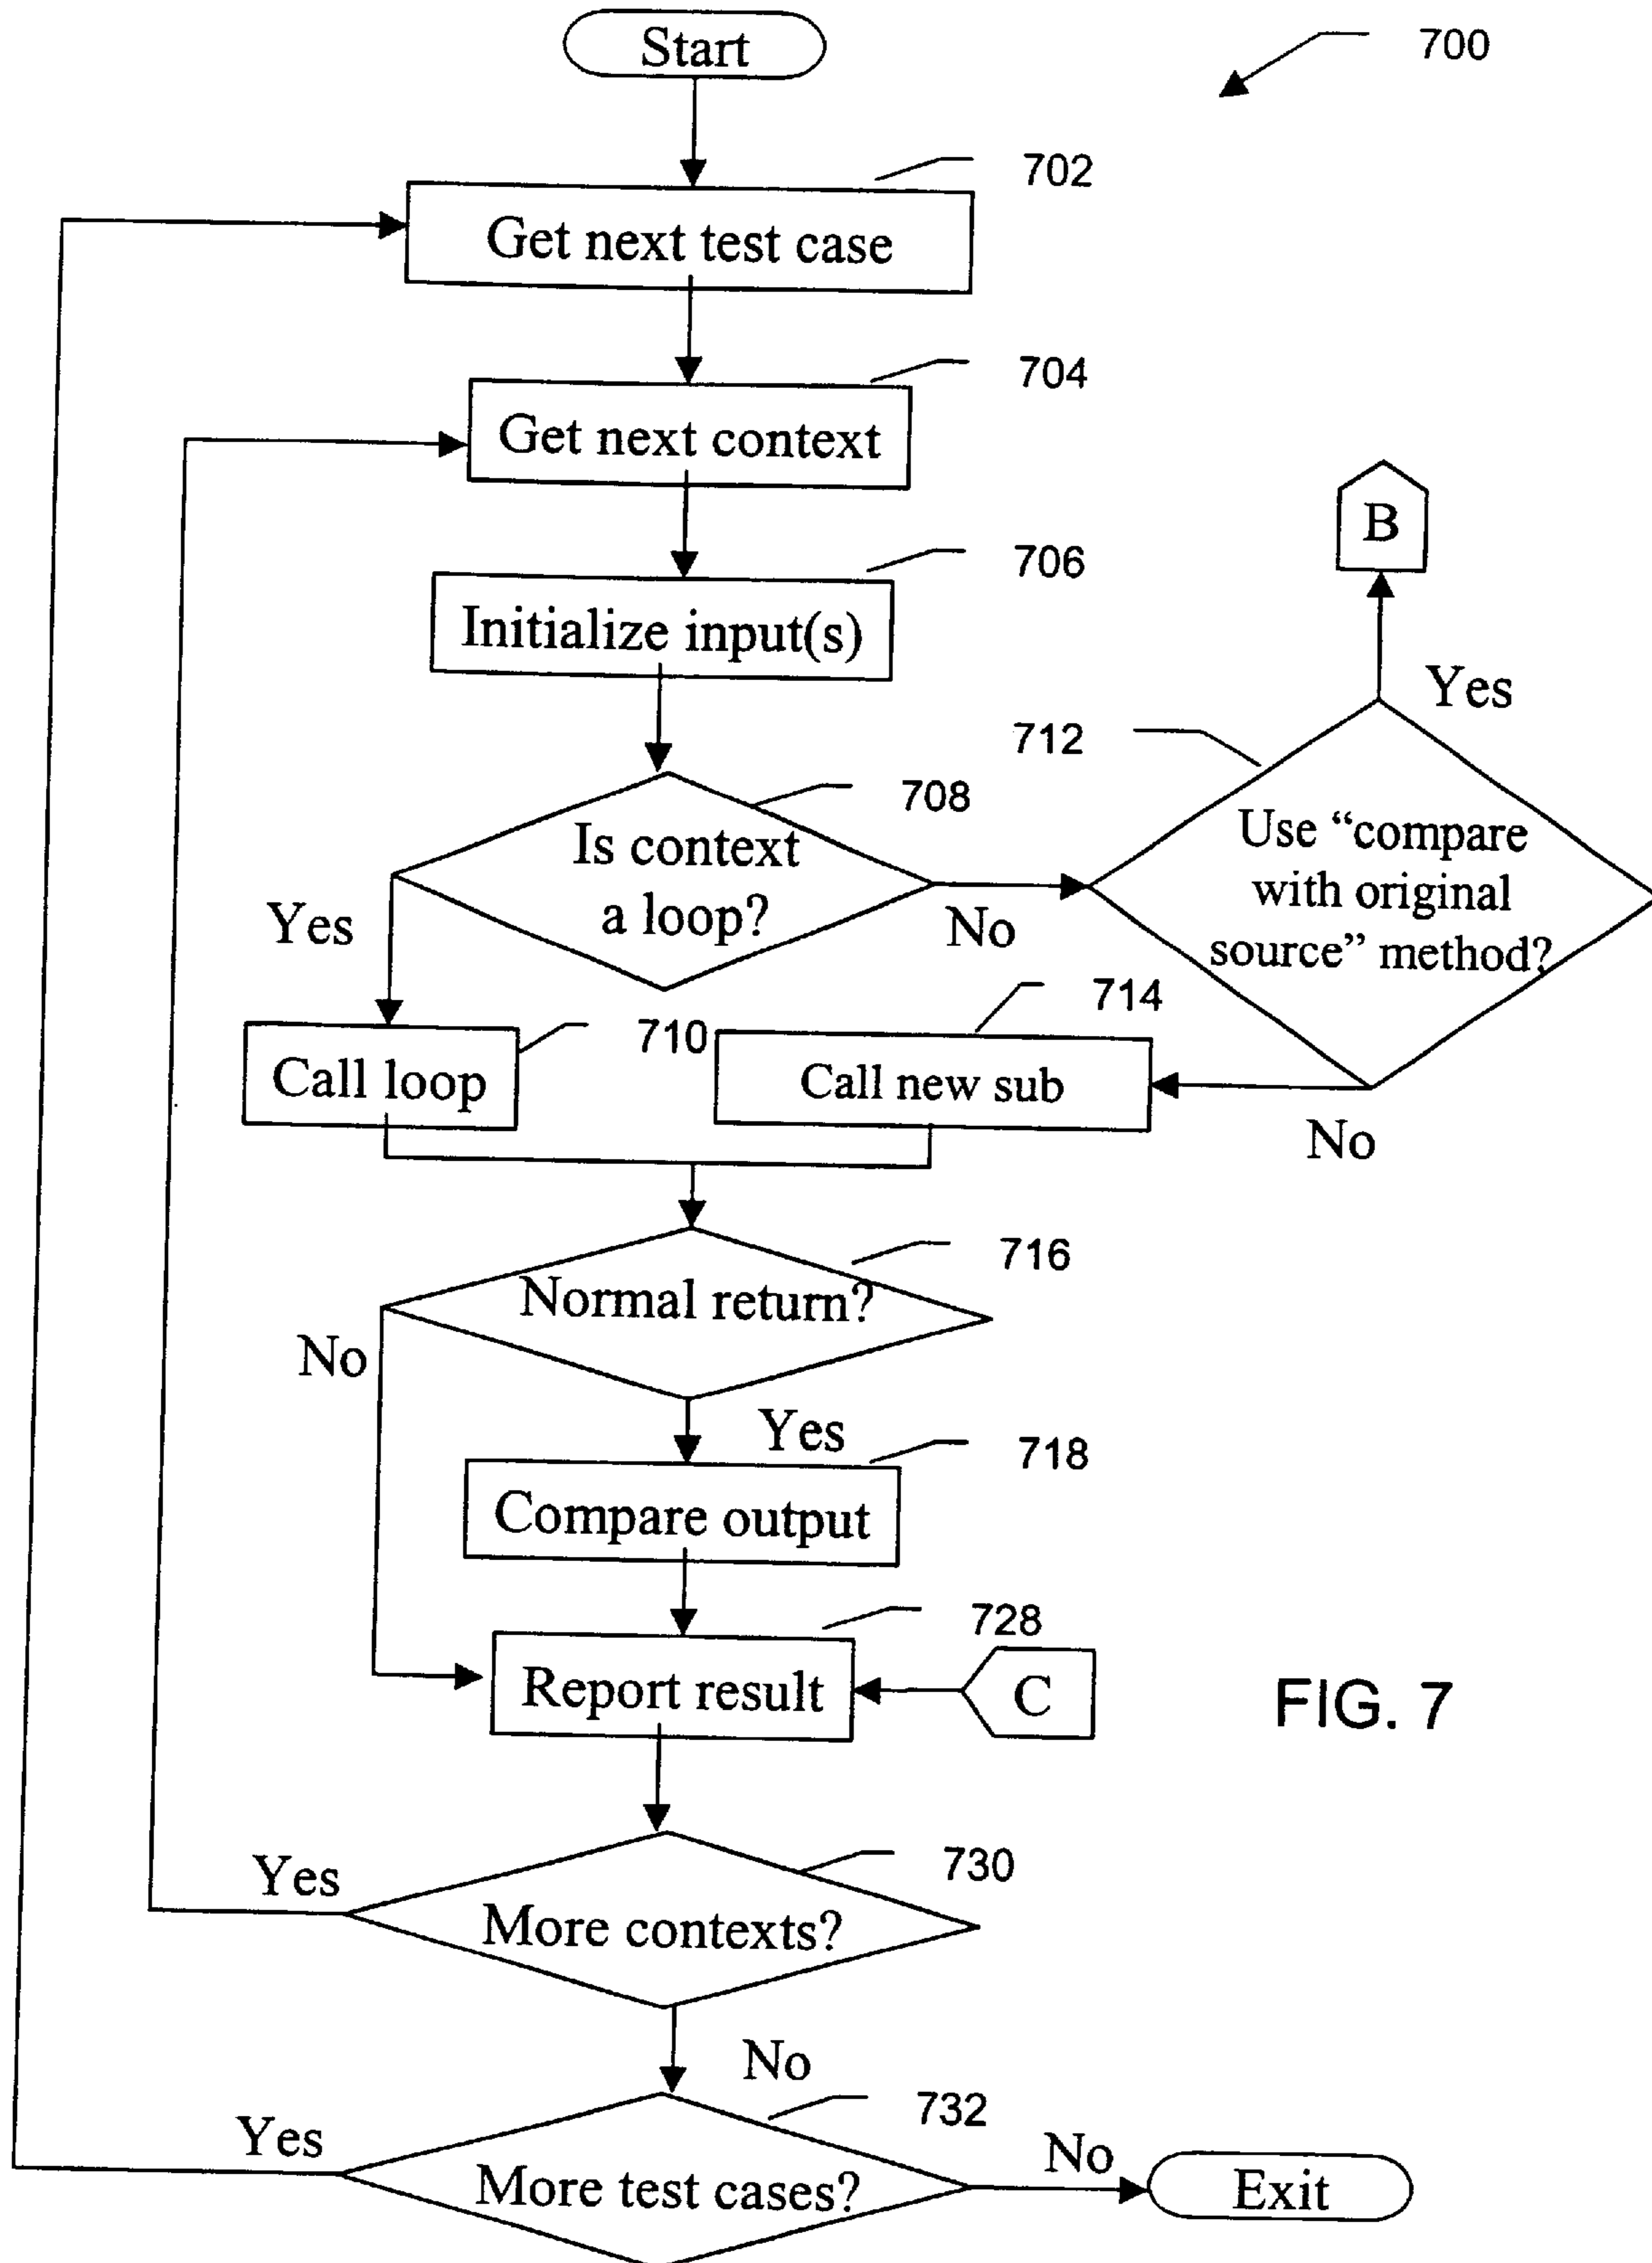 Start
700
702
Get next test case
704
Get next context
706
Initialize input(s)
B
Yes
712
708
Is context
a loop?
Use “compare
with original
source” method?
Yes
No
714
710
Call loop
Call new sub
No
716
Normal return?
No
Yes
718
Compare output
728
Report result
C
FIG. 7
730
Yes
More contexts?
No
732
Yes
No
More test cases?
Exit